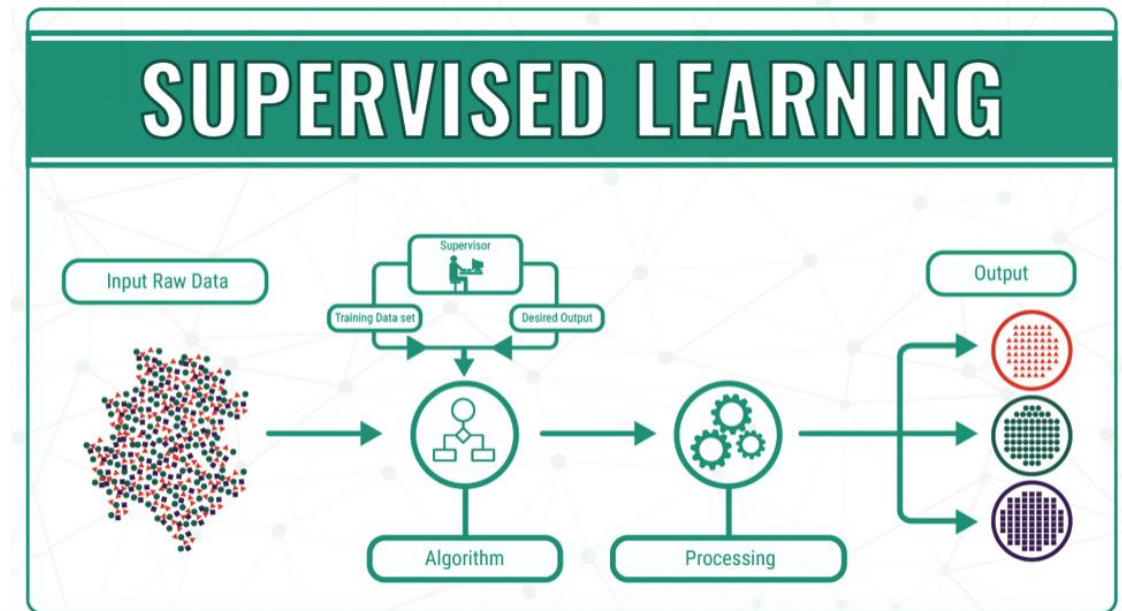 SUPERVISED LEARNING
Input Raw Data
Supervisor
Training Data set
Desired Output
Output
Algorithm
Processing